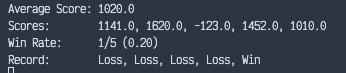 Average Score: 1020.0
Scores:        1141.0, 1620.0, -123.0, 1452.0, 1010.0
Win Rate:      1/5 (0.20)
Record:        Loss, Loss, Loss, Loss, Win